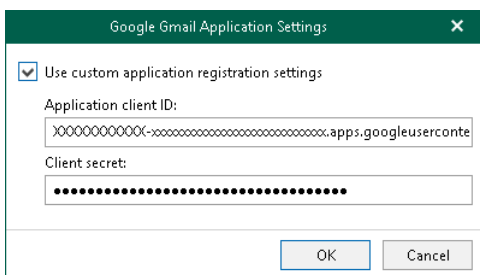 Google Gmail Application Settings
Use custom application registration settings
Application client ID:
XXXXXXXXXXX-xxxxxxxxxxxxxxxxxxxxxxxxxxxxxxxx.apps.googleuserconte
Client secret:
●●●●●●●●●●●●●●●●●●●●●●●●●●●●●●●●●●●
OK
Cancel